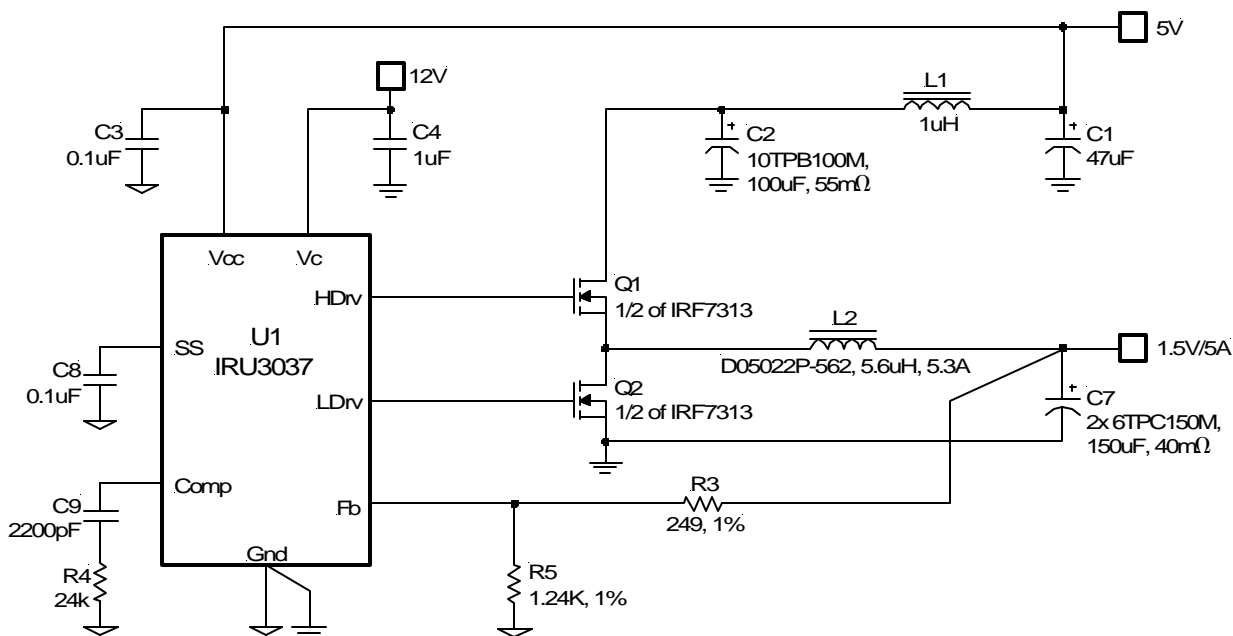 5V
12V
L1
1uH
C3
0.1uF
C4
1uF
C2
10TPB100M,
100uF, 55mΩ
C1
47uF
Vcc
Vc
HDrv
Q1
1/2 of IRF7313
U1
IRU3037
SS
C8
0.1uF
L2
D05022P-562, 5.6uH, 5.3A
1.5V/5A
LDrv
Q2
1/2 of IRF7313
C7
2x 6TPC150M,
150uF, 40mΩ
Comp
C9
2200pF
Fb
R3
249, 1%
Gnd
R4
24k
R5
1.24K, 1%